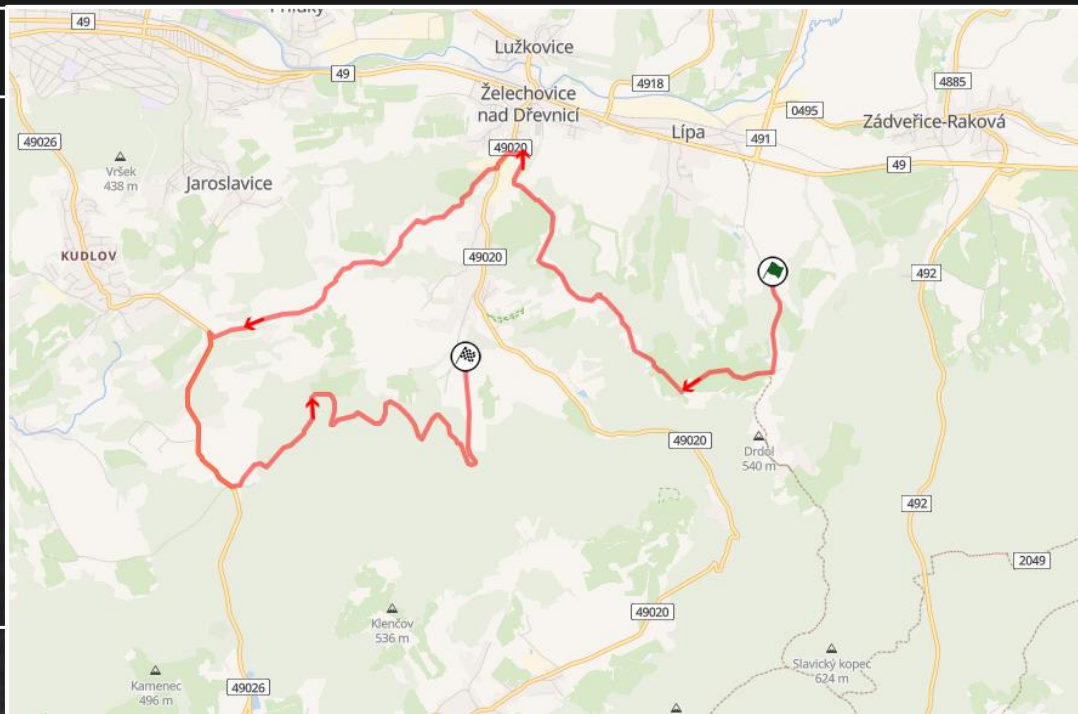 49
Lužkovice
49
4918
4885
Želechovice
nad Dřevnicí
0495
Zádveřice-Raková
49026
Lípa
491
49020
49
Vršek
438 m
Jaroslavice
KUDLOV
49020
492
49020
Drdol
540 m
492
2049
Klenčov
536 m
49020
Slavický kopec
624 m
Kamenec
496 m
49026